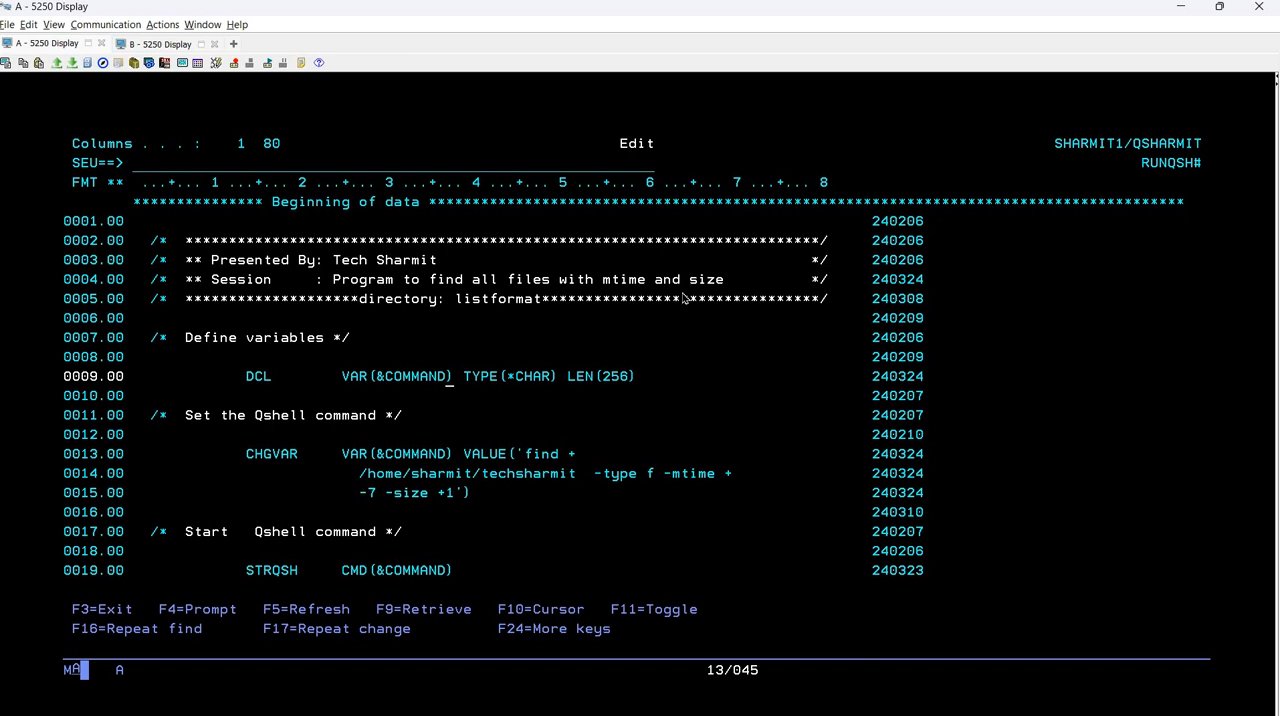 A - 5250 Display
File Edit View Communication Actions Window Help
A - 5250 Display B - 5250 Display
Columns . . . : 1 80 Edit SHARMIT1/QSHARMIT
SEU==> RUNQSH#
FMT ** ...+... 1 ...+... 2 ...+... 3 ...+... 4 ...+... 5 ...+... 6 ...+... 7 ...+... 8
*************** Beginning of data ***************************************************************************************
0001.00 240206
0002.00 /* *************************************************************************/ 240206
0003.00 /* ** Presented By: Tech Sharmit */ 240206
0004.00 /* ** Session : Program to find all files with mtime and size */ 240324
0005.00 /* ********************directory: listformat********************************/ 240308
0006.00 240209
0007.00 /* Define variables */ 240206
0008.00 240209
0009.00 DCL VAR(&COMMAND) TYPE(*CHAR) LEN(256) 240324
0010.00 240207
0011.00 /* Set the Qshell command */ 240207
0012.00 240210
0013.00 CHGVAR VAR(&COMMAND) VALUE('find + 240324
0014.00 /home/sharmit/techsharmit -type f -mtime + 240324
0015.00 -7 -size +1') 240324
0016.00 240310
0017.00 /* Start Qshell command */ 240207
0018.00 240206
0019.00 STRQSH CMD(&COMMAND) 240323
F3=Exit F4=Prompt F5=Refresh F9=Retrieve F10=Cursor F11=Toggle
F16=Repeat find F17=Repeat change F24=More keys
MA A 13/045